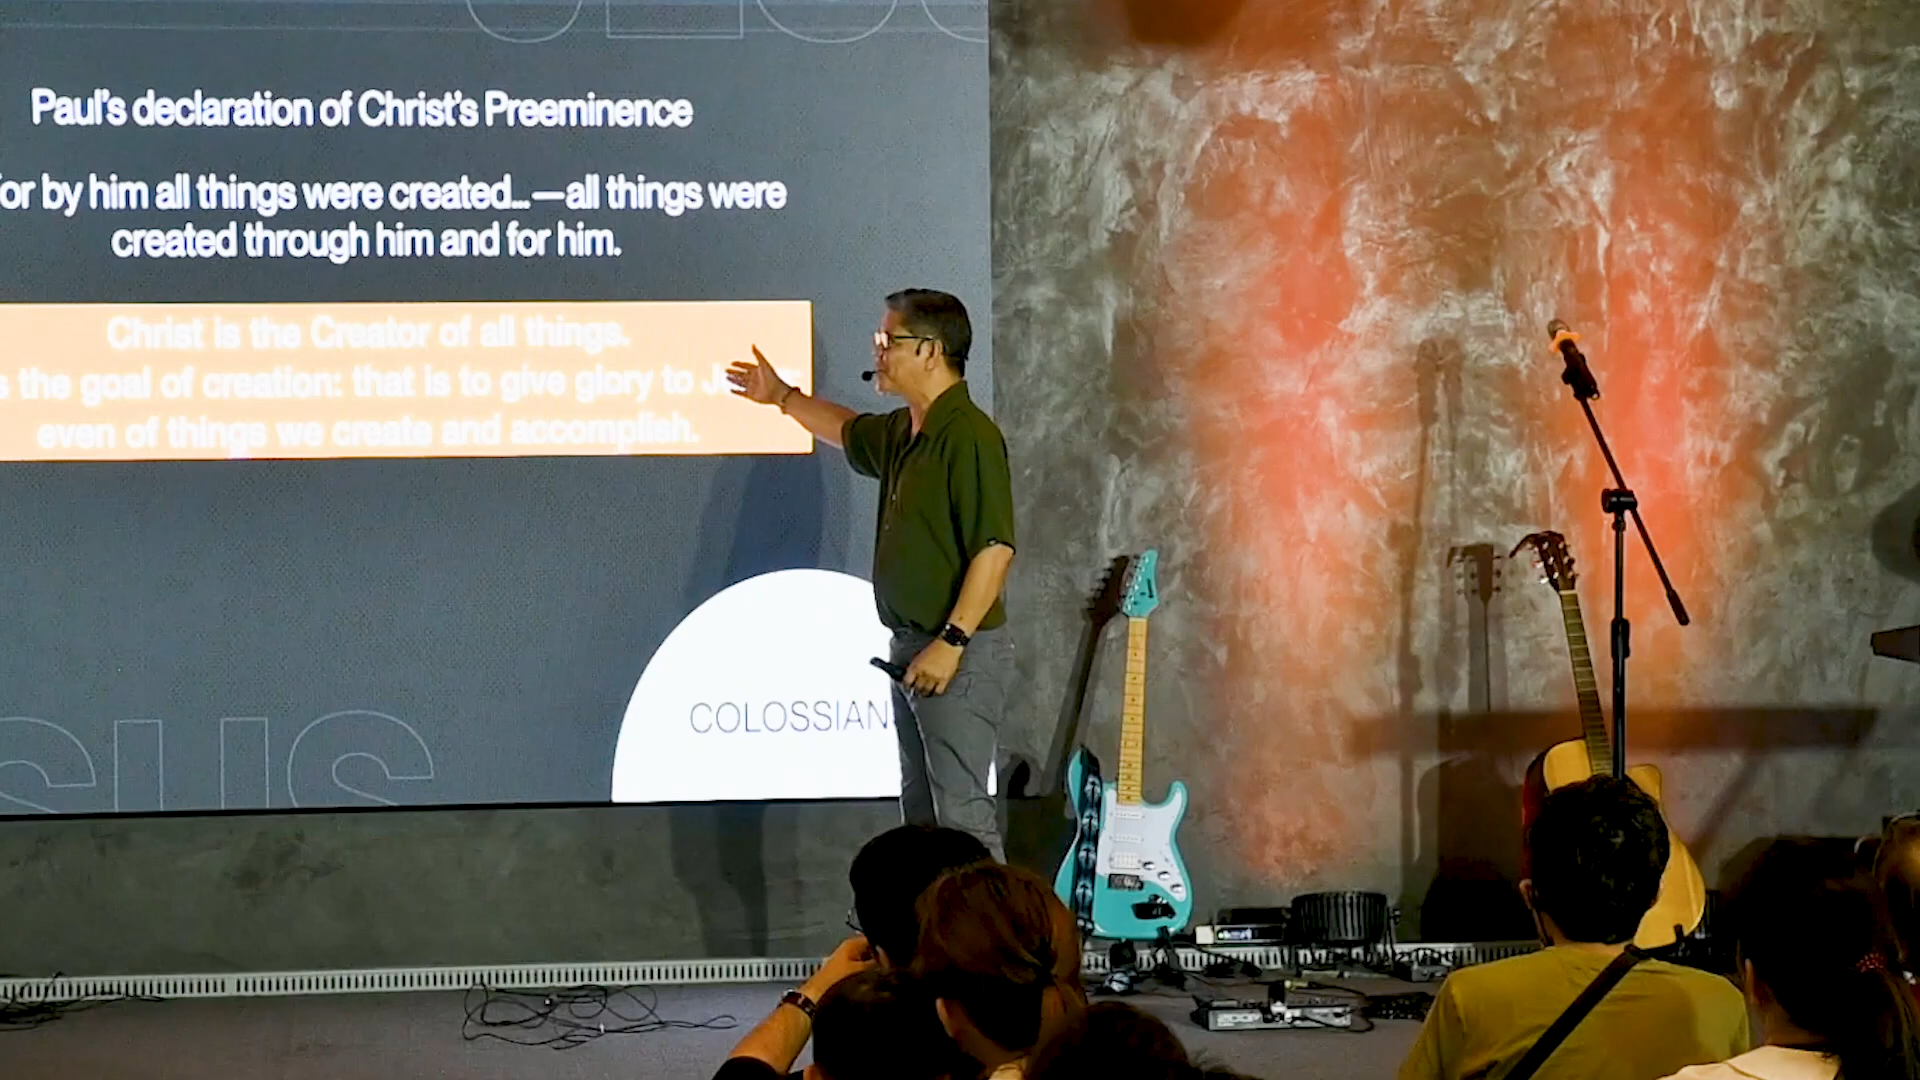 Paul's declaration of Christ's Preeminence
or by him all things were created...—all things were
created through him and for him.
Christ is the Creator of all things.
s the goal of creation: that is to give glory to J
even of things we create and accomplish.
COLOSSIAN
SUS
ZOOM